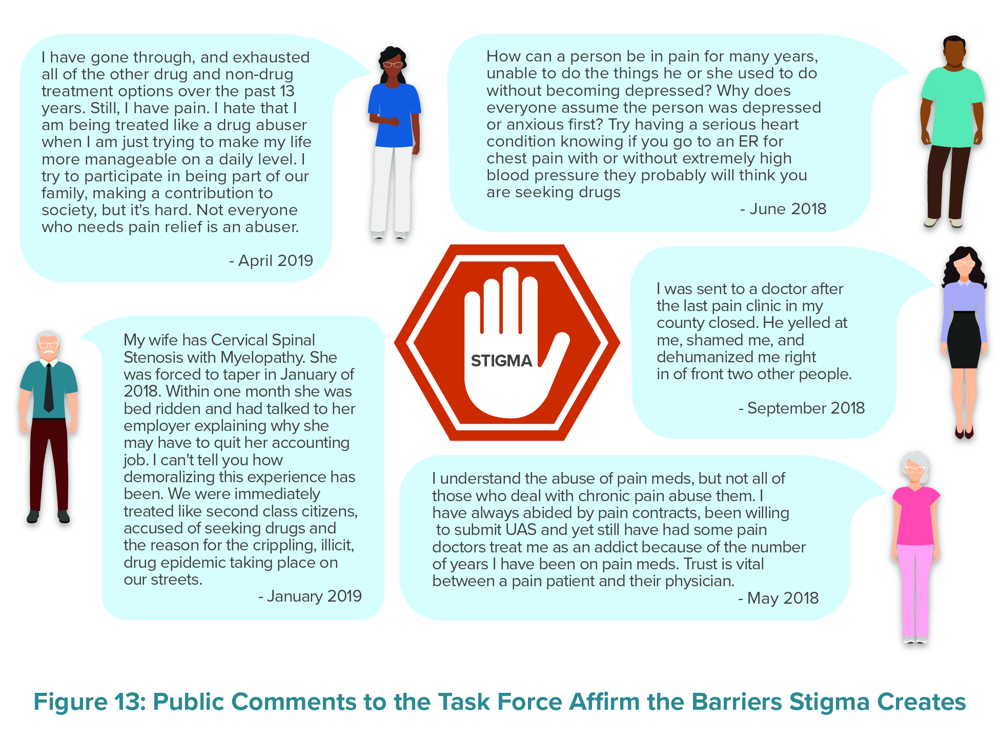 I have gone through, and exhausted
all of the other drug and non-drug
treatment options over the past 13
years. Still, I have pain. I hate that I
am being treated like a drug abuser
when I am just trying to make my life
more manageable on a daily level. I
try to participate in being part of our
family, making a contribution to
society, but it's hard. Not everyone
who needs pain relief is an abuser.
- April 2019
How can a person be in pain for many years,
unable to do the things he or she used to do
without becoming depressed? Why does
everyone assume the person was depressed
or anxious first? Try having a serious heart
condition knowing if you go to an ER for
chest pain with or without extremely high
blood pressure they probably will think you
are seeking drugs
- June 2018
STIGMA
I was sent to a doctor after
the last pain clinic in my
county closed. He yelled at
me, shamed me, and
dehumanized me right
in of front two other people.
- September 2018
My wife has Cervical Spinal
Stenosis with Myelopathy. She
was forced to taper in January of
2018. Within one month she was
bed ridden and had talked to her
employer explaining why she
may have to quit her accounting
job. I can't tell you how
demoralizing this experience has
been. We were immediately
treated like second class citizens,
accused of seeking drugs and
the reason for the crippling, illicit,
drug epidemic taking place on
our streets.
- January 2019
I understand the abuse of pain meds, but not all of
those who deal with chronic pain abuse them. I
have always abided by pain contracts, been willing
to submit UAS and yet still have had some pain
doctors treat me as an addict because of the number
of years I have been on pain meds. Trust is vital
between a pain patient and their physician.
- May 2018
Figure 13: Public Comments to the Task Force Affirm the Barriers Stigma Creates